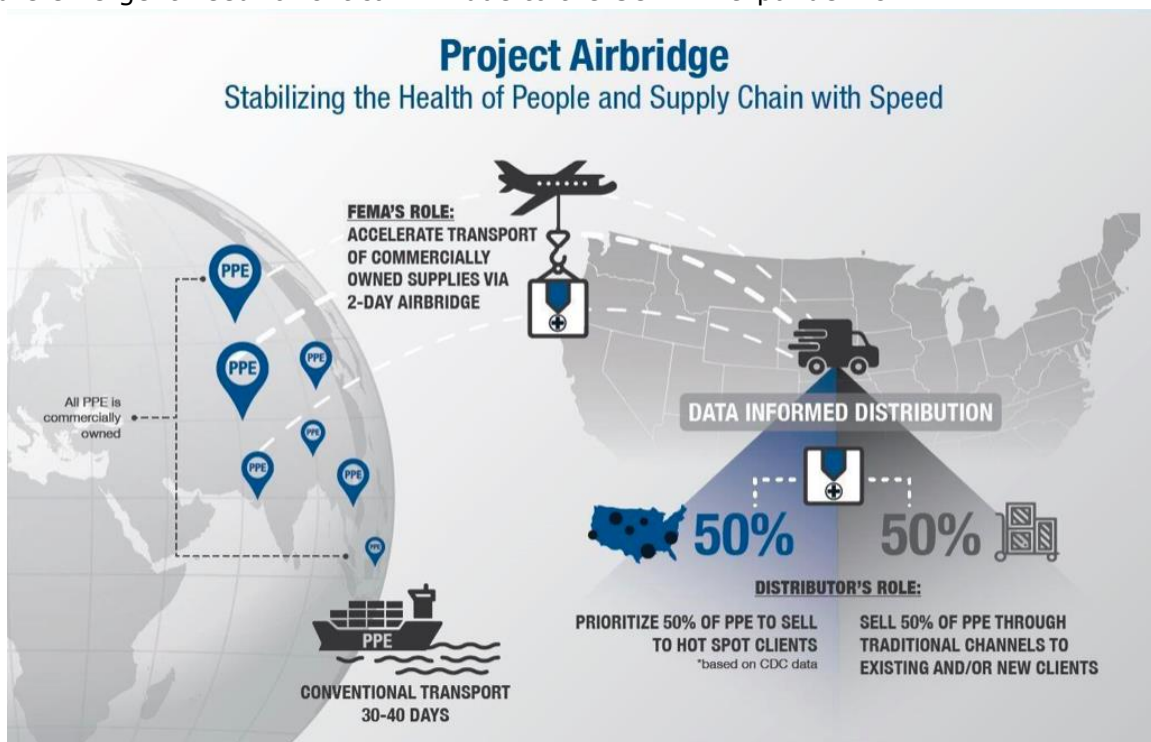 Project Airbridge
Stabilizing the Health of People and Supply Chain with Speed
FEMA'S ROLE:
ACCELERATE TRANSPORT
OF COMMERCIALLY
OWNED SUPPLIES VIA
2-DAY AIRBRIDGE
PPE
PPE
PPE
PPE
PPE
PPE
PPE
All PPE is
commercially
owned
PPE
CONVENTIONAL TRANSPORT
30-40 DAYS
DATA INFORMED DISTRIBUTION
50%
50%
DISTRIBUTOR'S ROLE:
PRIORITIZE 50% OF PPE TO SELL
TO HOT SPOT CLIENTS
*based on CDC data
SELL 50% OF PPE THROUGH
TRADITIONAL CHANNELS TO
EXISTING AND/OR NEW CLIENTS